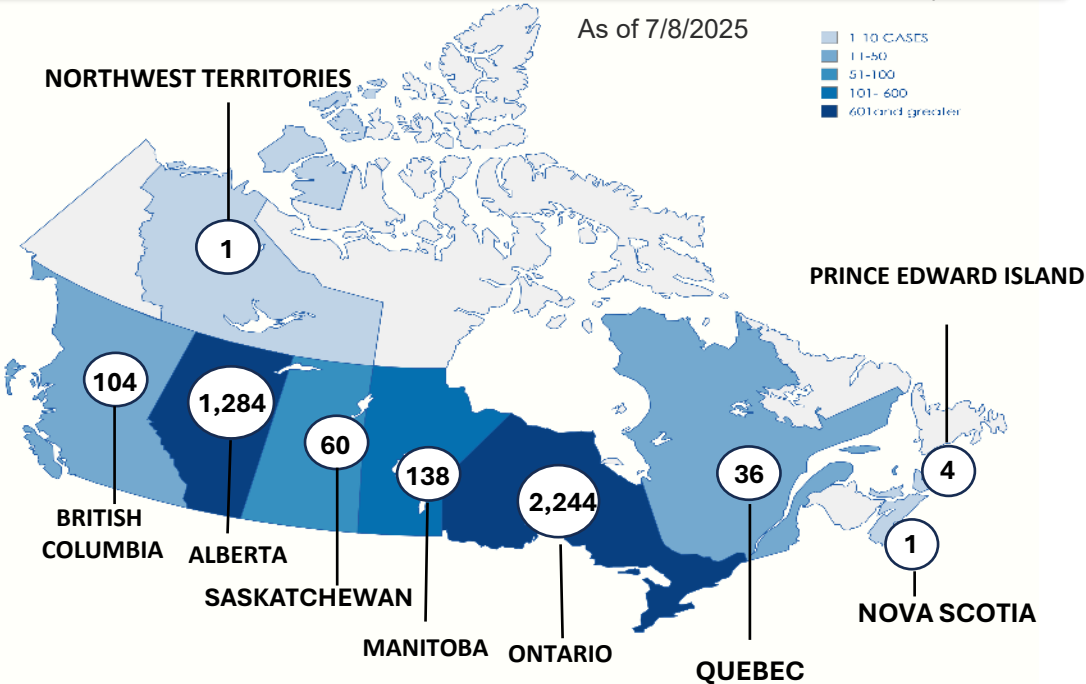 As of 7/8/2025
1-10 CASES
11-50
51-100
101- 600
601and greater
NORTHWEST TERRITORIES
1
PRINCE EDWARD ISLAND
104
1,284
60
138
2,244
36
4
1
BRITISH
COLUMBIA
ALBERTA
SASKATCHEWAN
MANITOBA
ONTARIO
QUEBEC
NOVA SCOTIA